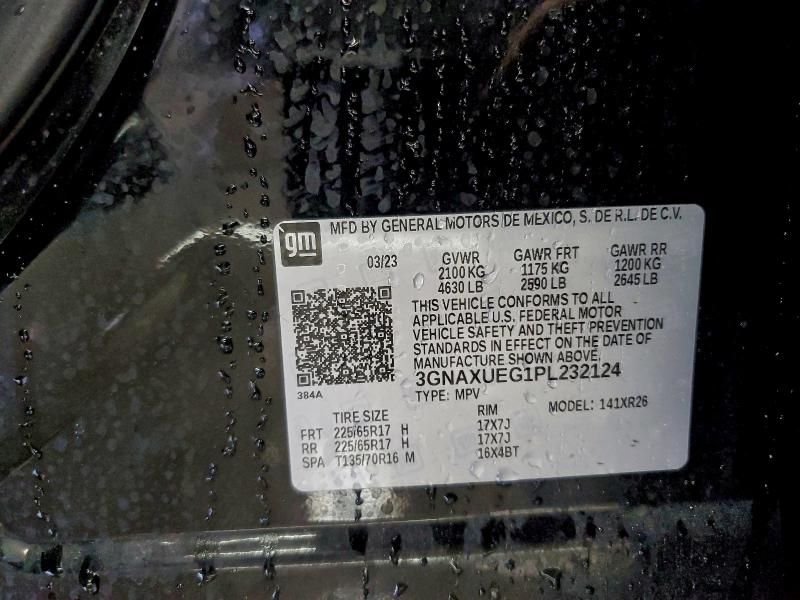 MFD BY GENERAL MOTORS DE MEXICO, S. DE R.L. DE C.V.
gm
03/23 GVWR GAWR FRT GAWR RR
2100 KG 1175 KG 1200 KG
4630 LB 2590 LB 2645 LB
THIS VEHICLE CONFORMS TO ALL
APPLICABLE U.S. FEDERAL MOTOR
VEHICLE SAFETY AND THEFT PREVENTION
STANDARDS IN EFFECT ON THE DATE OF
MANUFACTURE SHOWN ABOVE.
3GNAXUEG1PL232124
384A
TYPE: MPV MODEL: 141XR26
TIRE SIZE RIM
FRT 225/65R17 H 17X7J
RR 225/65R17 H 17X7J
SPA T135/70R16 M 16X4BT